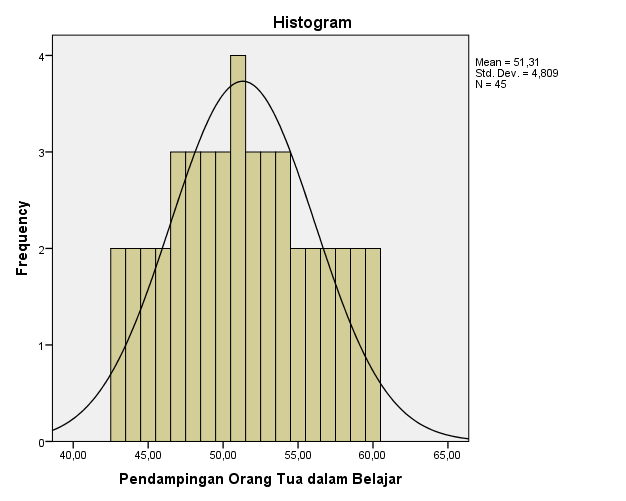 Histogram
Mean = 51,31
Std. Dev. = 4,809
N = 45
Frequency
4
3
2
1
0
40,00 45,00 50,00 55,00 60,00 65,00
Pendampingan Orang Tua dalam Belajar